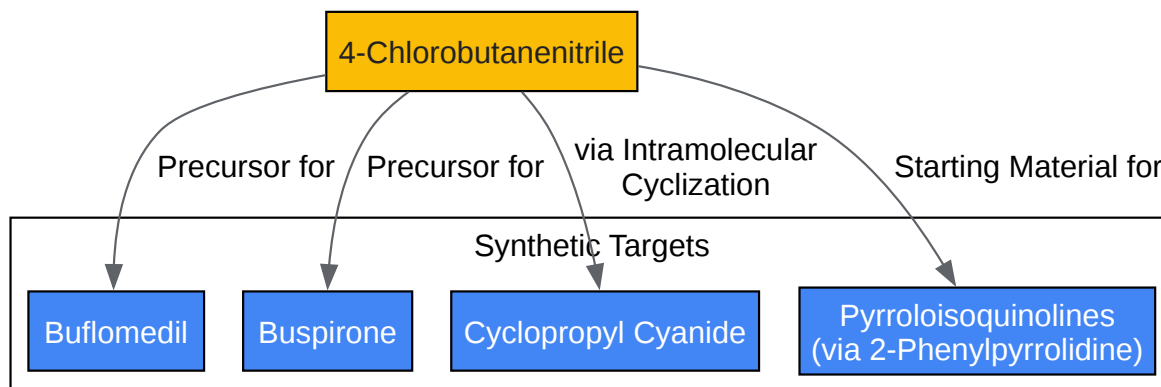 4-Chlorobutanenitrile
Precursor for
Precursor for
via Intramolecular
Cyclization
Starting Material for
Synthetic Targets
Buflomedil
Buspirone
Cyclopropyl Cyanide
Pyrroloisoquinolines
(via 2-Phenylpyrrolidine)